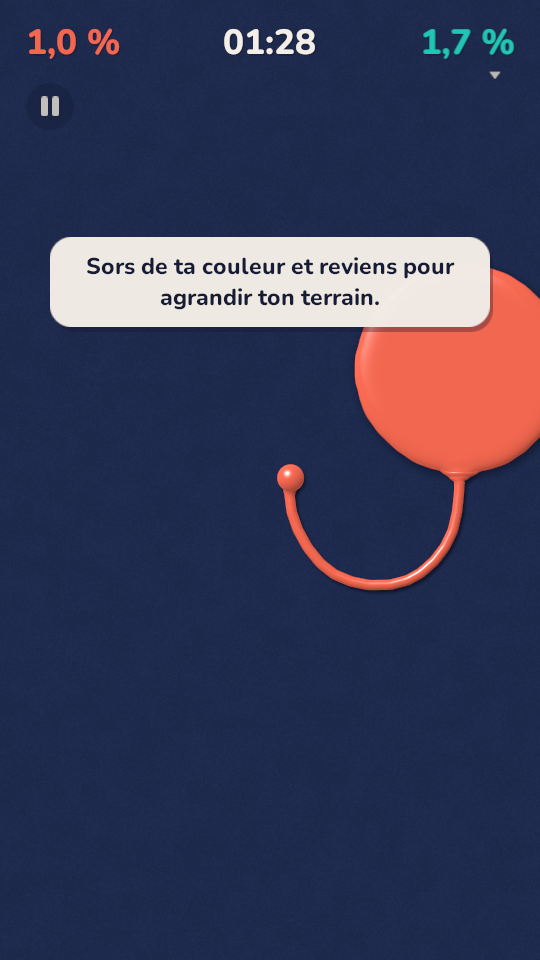 1,0 % 01:28 1,7 %
Sors de ta couleur et reviens pour
agrandir ton terrain.